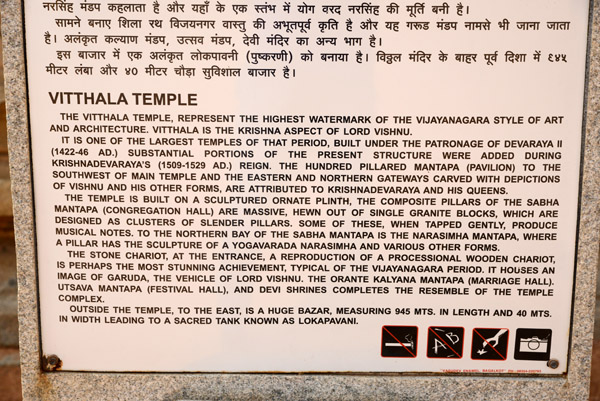 नरसिंह मंडप कहलाता है और यहाँ के एक स्तंभ में योग वरद नरसिंह की मूर्ति बनी है।
सामने बनाए शिला रथ विजयनगर वास्तु की अभूतपूर्व कृति है और यह गरूड मंडप नामसे भी जाना जाता
है। अलंकृत कल्याण मंडप, उत्सव मंडप, देवी मंदिर का अन्य भाग है।
इस बाजार में एक अलंकृत लोकपावनी (पुष्करणी) को बनाया है। विठ्ठल मंदिर के बाहर पूर्व दिशा में ९४५
मीटर लंबा और ४० मीटर चौड़ा सुविशाल बाजार है।
VITTHALA TEMPLE
THE VITTHALA TEMPLE, REPRESENT THE HIGHEST WATERMARK OF THE VIJAYANAGARA STYLE OF ART
AND ARCHITECTURE. VITTHALA IS THE KRISHNA ASPECT OF LORD VISHNU.
IT IS ONE OF THE LARGEST TEMPLES OF THAT PERIOD, BUILT UNDER THE PATRONAGE OF DEVARAYA II
(1422-46 AD.) SUBSTANTIAL PORTIONS OF THE PRESENT STRUCTURE WERE ADDED DURING
KRISHNADEVARAYA'S (1509-1529 AD.) REIGN. THE HUNDRED PILLARED MANTAPA (PAVILION) TO THE
SOUTHWEST OF MAIN TEMPLE AND THE EASTERN AND NORTHERN GATEWAYS CARVED WITH DEPICTIONS
OF VISHNU AND HIS OTHER FORMS, ARE ATTRIBUTED TO KRISHNADEVARAYA AND HIS QUEENS.
THE TEMPLE IS BUILT ON A SCULPTURED ORNATE PLINTH, THE COMPOSITE PILLARS OF THE SABHA
MANTAPA (CONGREGATION HALL) ARE MASSIVE, HEWN OUT OF SINGLE GRANITE BLOCKS, WHICH ARE
DESIGNED AS CLUSTERS OF SLENDER PILLARS. SOME OF THESE, WHEN TAPPED GENTLY, PRODUCE
MUSICAL NOTES. TO THE NORTHERN BAY OF THE SABHA MANTAPA IS THE NARASIMHA MANTAPA, WHERE
A PILLAR HAS THE SCULPTURE OF A YOGAVARADA NARASIMHA AND VARIOUS OTHER FORMS.
THE STONE CHARIOT, AT THE ENTRANCE, A REPRODUCTION OF A PROCESSIONAL WOODEN CHARIOT,
IS PERHAPS THE MOST STUNNING ACHIEVEMENT, TYPICAL OF THE VIJAYANAGARA PERIOD. IT HOUSES AN
IMAGE OF GARUDA, THE VEHICLE OF LORD VISHNU. THE ORANTE KALYANA MANTAPA (MARRIAGE HALL).
UTSAVA MANTAPA (FESTIVAL HALL), AND DEVI SHRINES COMPLETES THE RESEMBLE OF THE TEMPLE
COMPLEX.
OUTSIDE THE TEMPLE, TO THE EAST, IS A HUGE BAZAR, MEASURING 945 MTS. IN LENGTH AND 40 MTS.
IN WIDTH LEADING TO A SACRED TANK KNOWN AS LOKAPAVANI.